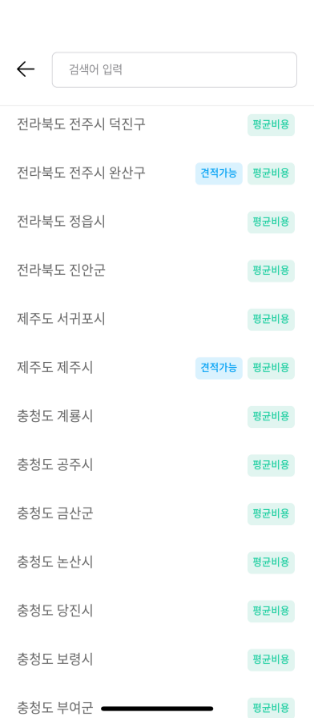 검색어 입력
전라북도 전주시 덕진구 평균비용
전라북도 전주시 완산구 견적가능 평균비용
전라북도 정읍시 평균비용
전라북도 진안군 평균비용
제주도 서귀포시 평균비용
제주도 제주시 견적가능 평균비용
충청도 계룡시 평균비용
충청도 공주시 평균비용
충청도 금산군 평균비용
충청도 논산시 평균비용
충청도 당진시 평균비용
충청도 보령시 평균비용
충청도 부여군 평균비용